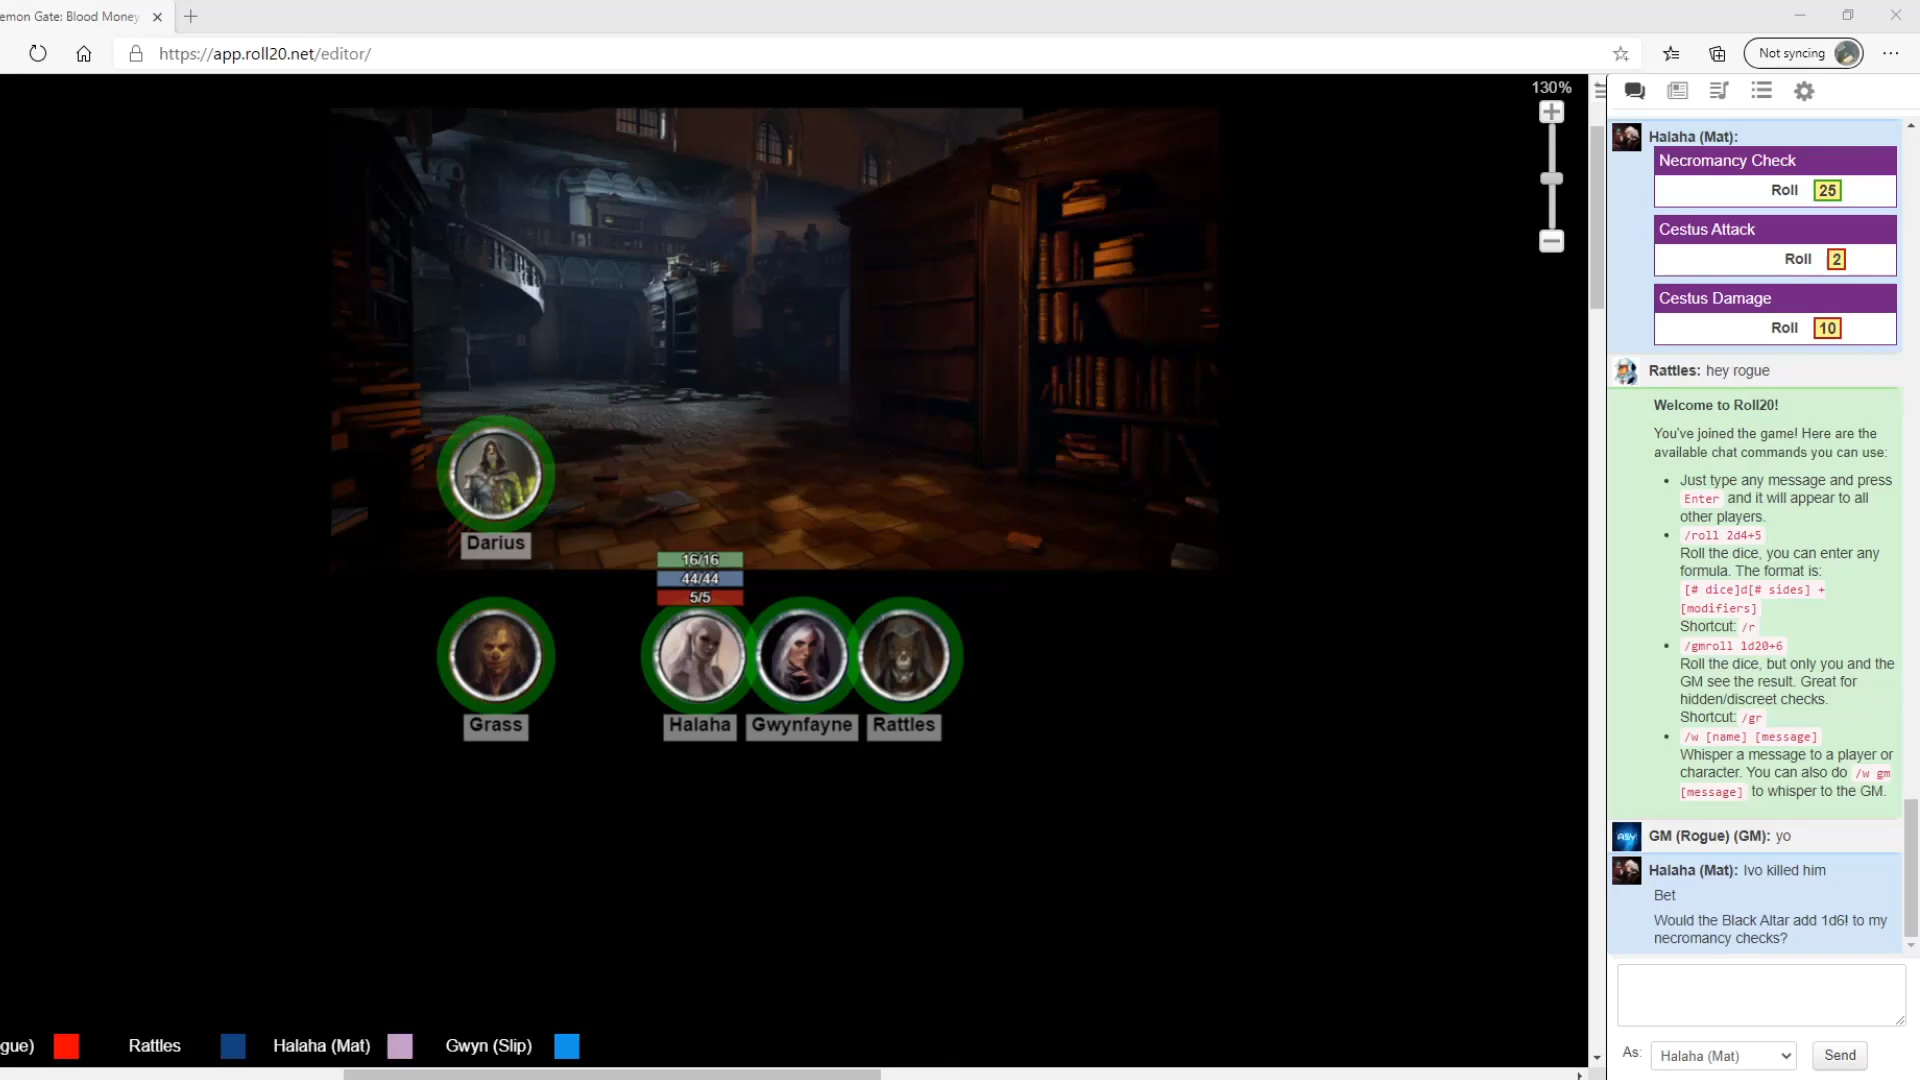 emon Gate: Blood Money
https://app.roll20.net/editor/
Not syncing
130%
Darius
16/16
44/44
5/5
Grass
Halaha
Gwynfayne
Rattles
gue)
Rattles
Halaha (Mat)
Gwyn (Slip)
Halaha (Mat):
Necromancy Check
Roll 25
Cestus Attack
Roll 2
Cestus Damage
Roll 10
Rattles: hey rogue
Welcome to Roll20!
You've joined the game! Here are the
available chat commands you can use:
• Just type any message and press
Enter and it will appear to all
other players.
• /roll 2d4+5
Roll the dice, you can enter any
formula. The format is:
[# dice]d[# sides] +
[modifiers]
Shortcut: /r
• /gmroll 1d20+6
Roll the dice, but only you and the
GM see the result. Great for
hidden/discreet checks.
Shortcut: /gr
• /w [name] [message]
Whisper a message to a player or
character. You can also do /w gm
[message] to whisper to the GM.
ASY
GM (Rogue) (GM): yo
Halaha (Mat): Ivo killed him
Bet
Would the Black Altar add 1d6! to my
necromancy checks?
As: Halaha (Mat)
Send